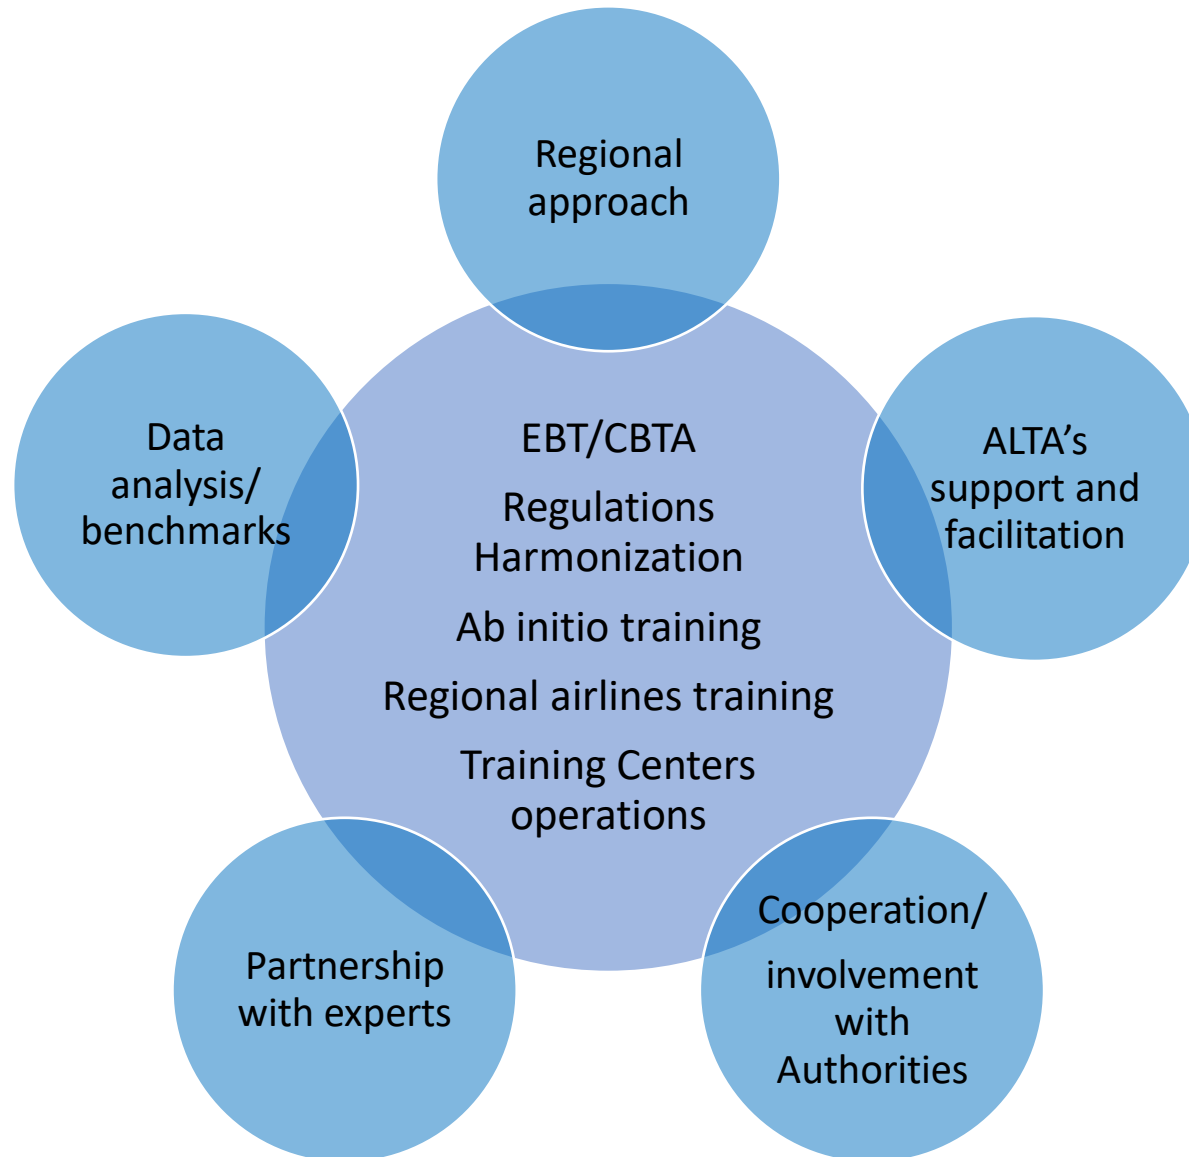 Regional
approach
Data
analysis/
benchmarks
EBT/CBTA
Regulations
Harmonization
Ab initio training
Regional airlines training
Training Centers
operations
ALTA’s
support and
facilitation
Partnership
with experts
Cooperation/
involvement
with
Authorities